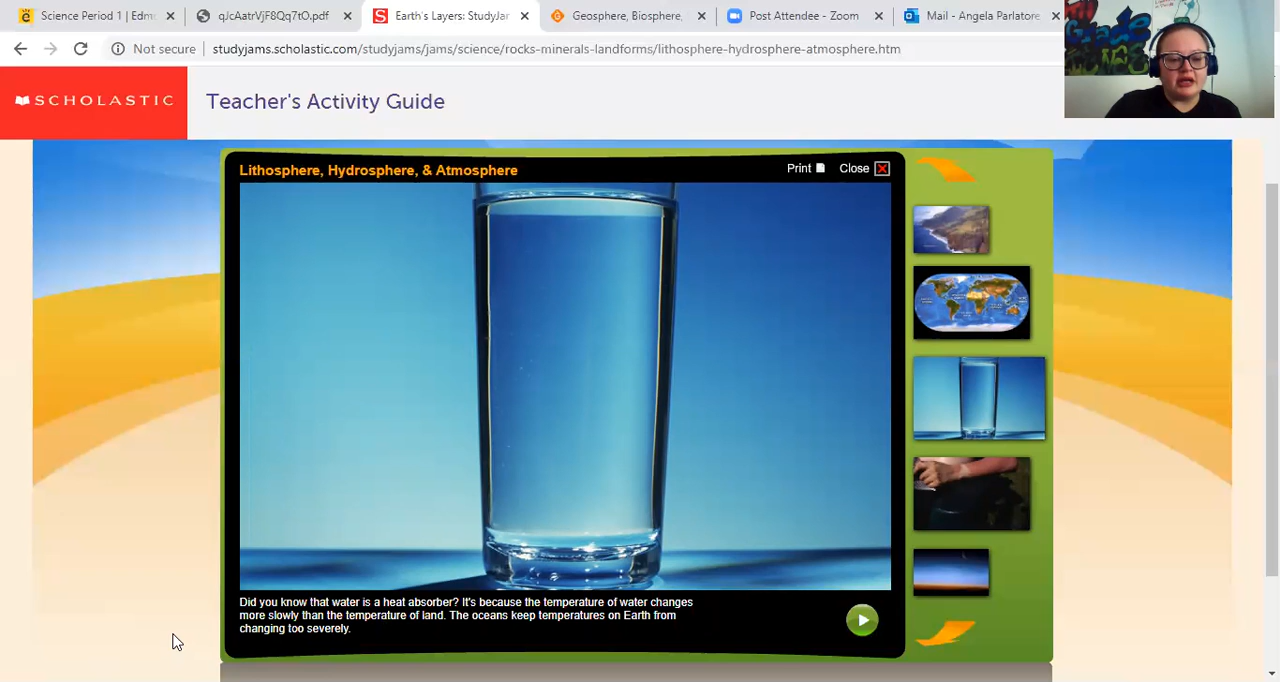 Science Period 1 | Edm
qJcAatrVjF8Qq7tO.pdf
Earth's Layers: StudyJar
Geosphere, Biosphere,
Post Attendee - Zoom
Mail - Angela Parlatore
Not secure
studyjams.scholastic.com/studyjams/jams/science/rocks-minerals-landforms/lithosphere-hydrosphere-atmosphere.htm
SCHOLASTIC
Teacher's Activity Guide
Lithosphere, Hydrosphere, & Atmosphere
Print
Close
Did you know that water is a heat absorber? It's because the temperature of water changes
more slowly than the temperature of land. The oceans keep temperatures on Earth from
changing too severely.